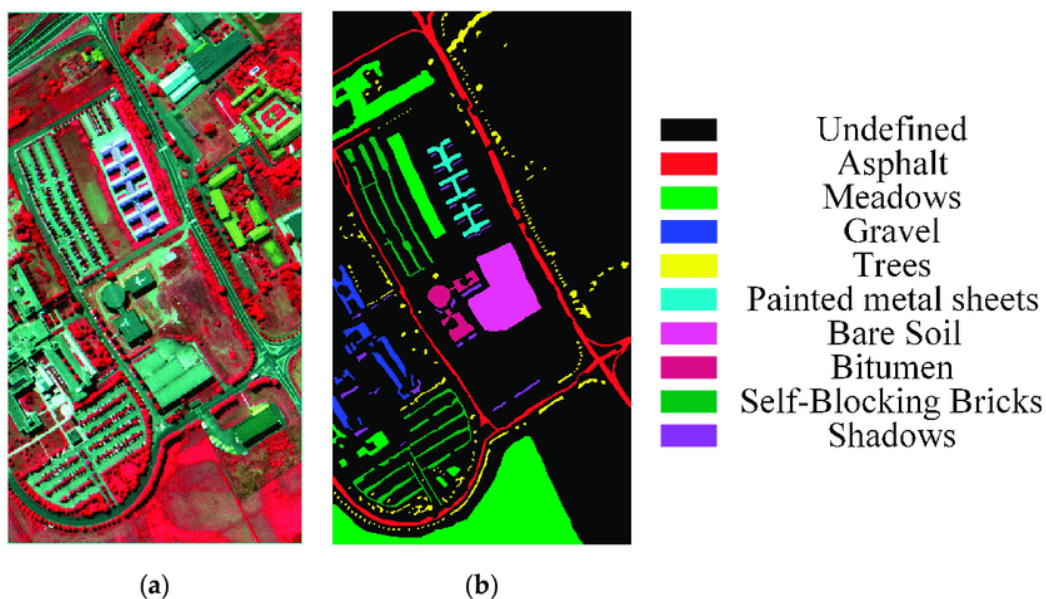 Undefined
Asphalt
Meadows
Gravel
Trees
Painted metal sheets
Bare Soil
Bitumen
Self-Blocking Bricks
Shadows
(a)
(b)